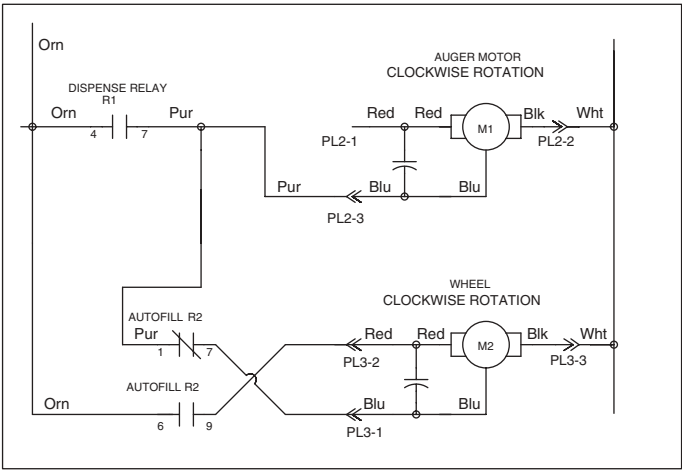 Orn
AUGER MOTOR
CLOCKWISE ROTATION
DISPENSE RELAY
R1
Orn
4
7
Pur
Red
Red
M1
Blk
Wht
PL2-1
PL2-2
Pur
Blu
Blu
PL2-3
WHEEL
CLOCKWISE ROTATION
AUTOFILL R2
Pur
1
7
Red
Red
M2
Blk
Wht
PL3-2
PL3-3
AUTOFILL R2
Orn
6
9
Blu
Blu
PL3-1